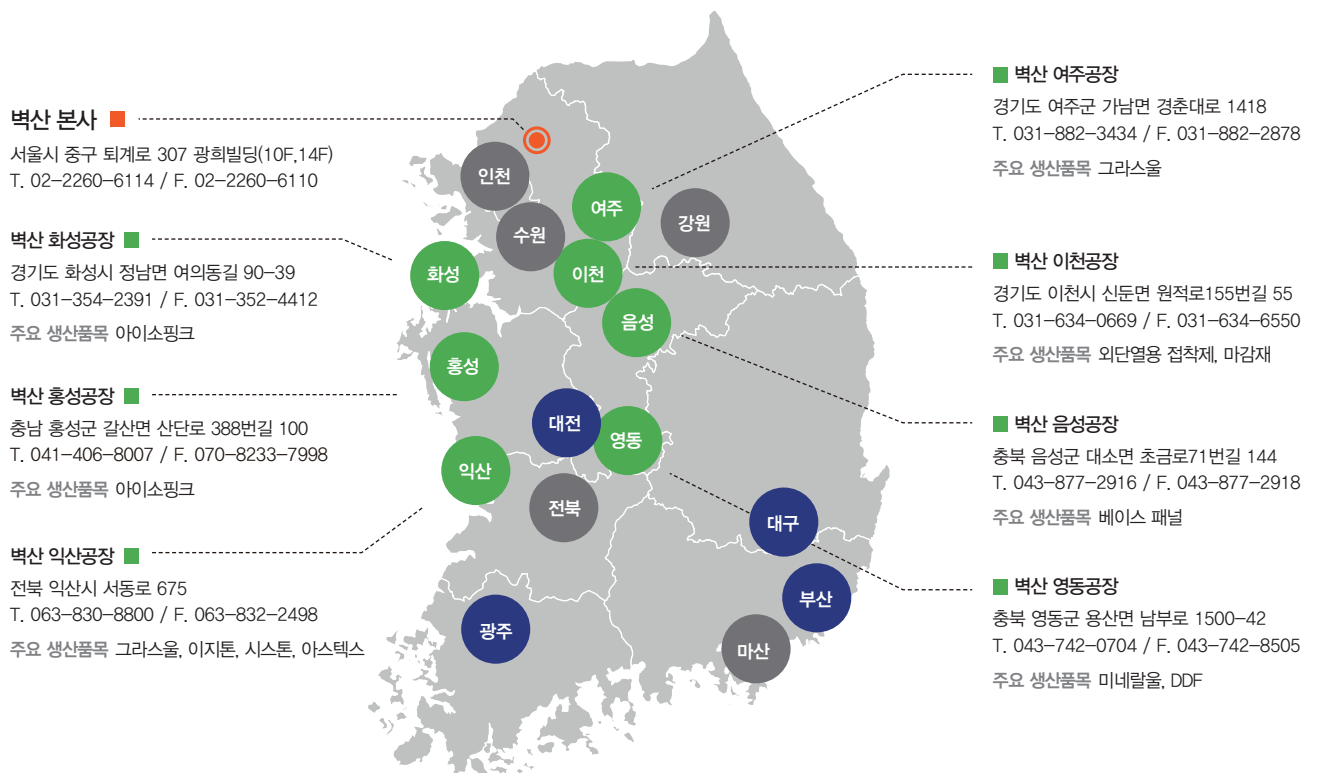 벽산 본사
서울시 중구 퇴계로 307 광희빌딩(10F,14F)
T. 02-2260-6114 / F. 02-2260-6110
벽산 화성공장
경기도 화성시 정남면 여의동길 90-39
T. 031-354-2391 / F. 031-352-4412
주요 생산품목 아이소핑크
벽산 홍성공장
충남 홍성군 갈산면 산단로 388번길 100
T. 041-406-8007 / F. 070-8233-7998
주요 생산품목 아이소핑크
벽산 익산공장
전북 익산시 서동로 675
T. 063-830-8800 / F. 063-832-2498
주요 생산품목 그라스울, 이지톤, 시스톤, 아스텍스
인천
수원
여주
강원
화성
이천
음성
홍성
대전
영동
익산
전북
대구
부산
광주
마산
벽산 여주공장
경기도 여주군 가남면 경춘대로 1418
T. 031-882-3434 / F. 031-882-2878
주요 생산품목 그라스울
벽산 이천공장
경기도 이천시 신둔면 원적로155번길 55
T. 031-634-0669 / F. 031-634-6550
주요 생산품목 외단열용 접착제, 마감재
벽산 음성공장
충북 음성군 대소면 초금로71번길 144
T. 043-877-2916 / F. 043-877-2918
주요 생산품목 베이스 패널
벽산 영동공장
충북 영동군 용산면 남부로 1500-42
T. 043-742-0704 / F. 043-742-8505
주요 생산품목 미네랄울, DDF